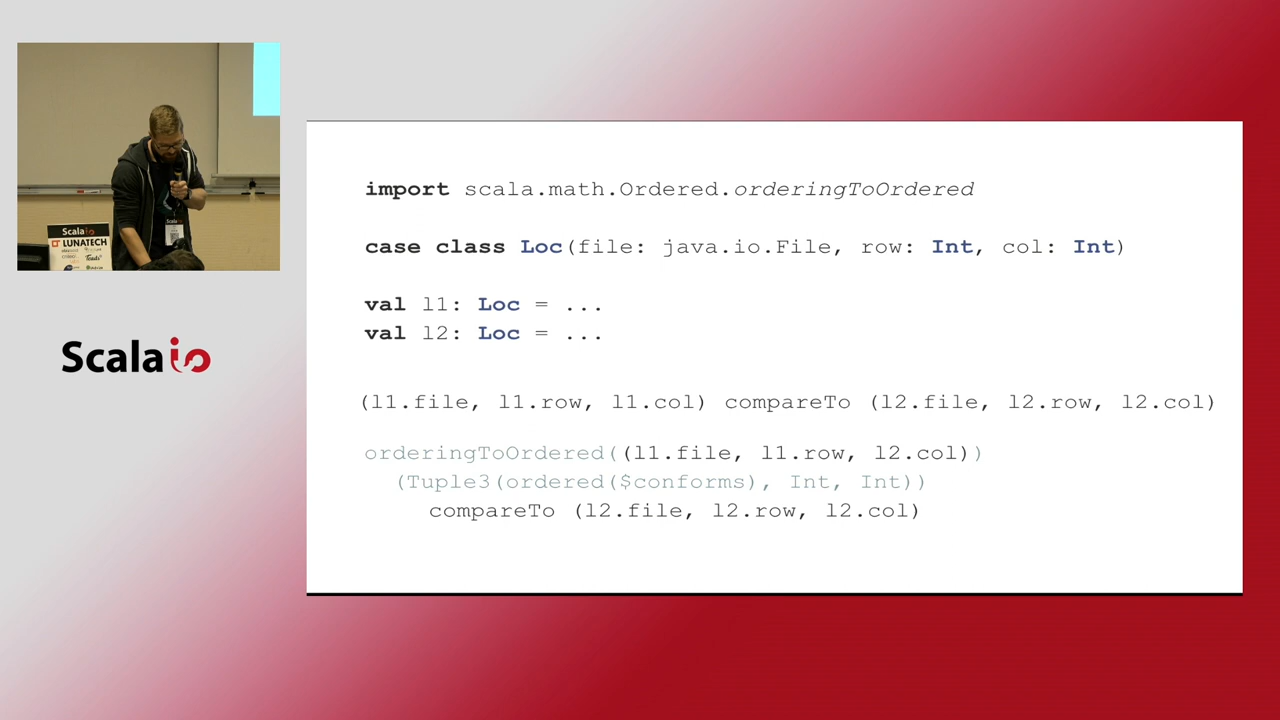 Scalaio
LUNATECH
Scalaio
import scala.math.Ordered.orderingToOrdered
case class Loc(file: java.io.File, row: Int, col: Int)
val l1: Loc = ...
val l2: Loc = ...
(l1.file, l1.row, l1.col) compareTo (l2.file, l2.row, l2.col)
orderingToOrdered((l1.file, l1.row, l2.col))
(Tuple3(ordered($conforms), Int, Int))
compareTo (l2.file, l2.row, l2.col)